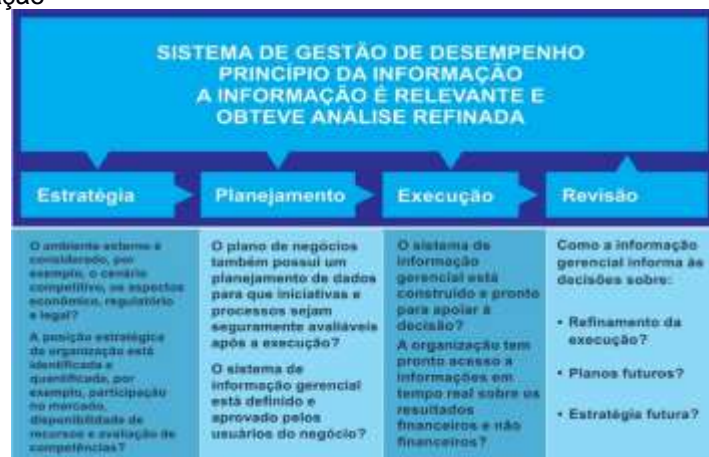 ação
SISTEMA DE GESTÃO DE DESEMPENHO
PRINCÍPIO DA INFORMAÇÃO
A INFORMAÇÃO É RELEVANTE E
OBTEVE ANÁLISE REFINADA
Estratégia
Planejamento
Execução
Revisão
O ambiente externo é
considerado, por
exemplo, o cenário
competitivo, os aspectos
econômico, regulatório
e legal?
A posição estratégica
da organização está
identificada e
quantificada, por
exemplo, participação
no mercado,
disponibilidade de
recursos e avaliação de
competências?
O plano de negócios
também possui um
planejamento de dados
para que iniciativas e
processos sejam
seguramente avaliáveis
após a execução?
O sistema de
informação gerencial
está definido e
aprovado pelos
usuários do negócio?
O sistema de
informação
gerencial está
construído e pronto
para apoiar à
decisão?
A organização tem
pronto acesso a
informações em
tempo real sobre os
resultados
financeiros e não
financeiros?
Como a informação
gerencial informa às
decisões sobre:
• Refinamento da
execução?
• Planos futuros?
• Estratégia futura?